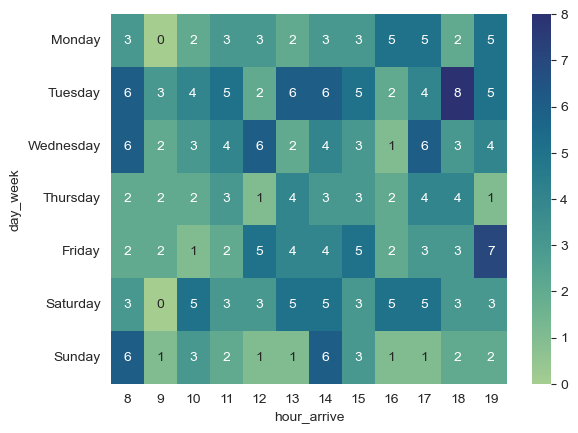 8
Monday 3 0 2 3 3 2 3 3 5 5 2 5
7
Tuesday 6 3 4 5 2 6 6 5 2 4 8 5
6
Wednesday 6 2 3 4 6 2 4 3 1 6 3 4
5
day_week
Thursday 2 2 2 3 1 4 3 3 2 4 4 1
4
3
Friday 2 2 1 2 5 4 4 5 2 3 3 7
2
Saturday 3 0 5 3 3 5 5 3 5 5 3 3
1
Sunday 6 1 3 2 1 1 6 3 1 1 2 2
0
8 9 10 11 12 13 14 15 16 17 18 19
hour_arrive